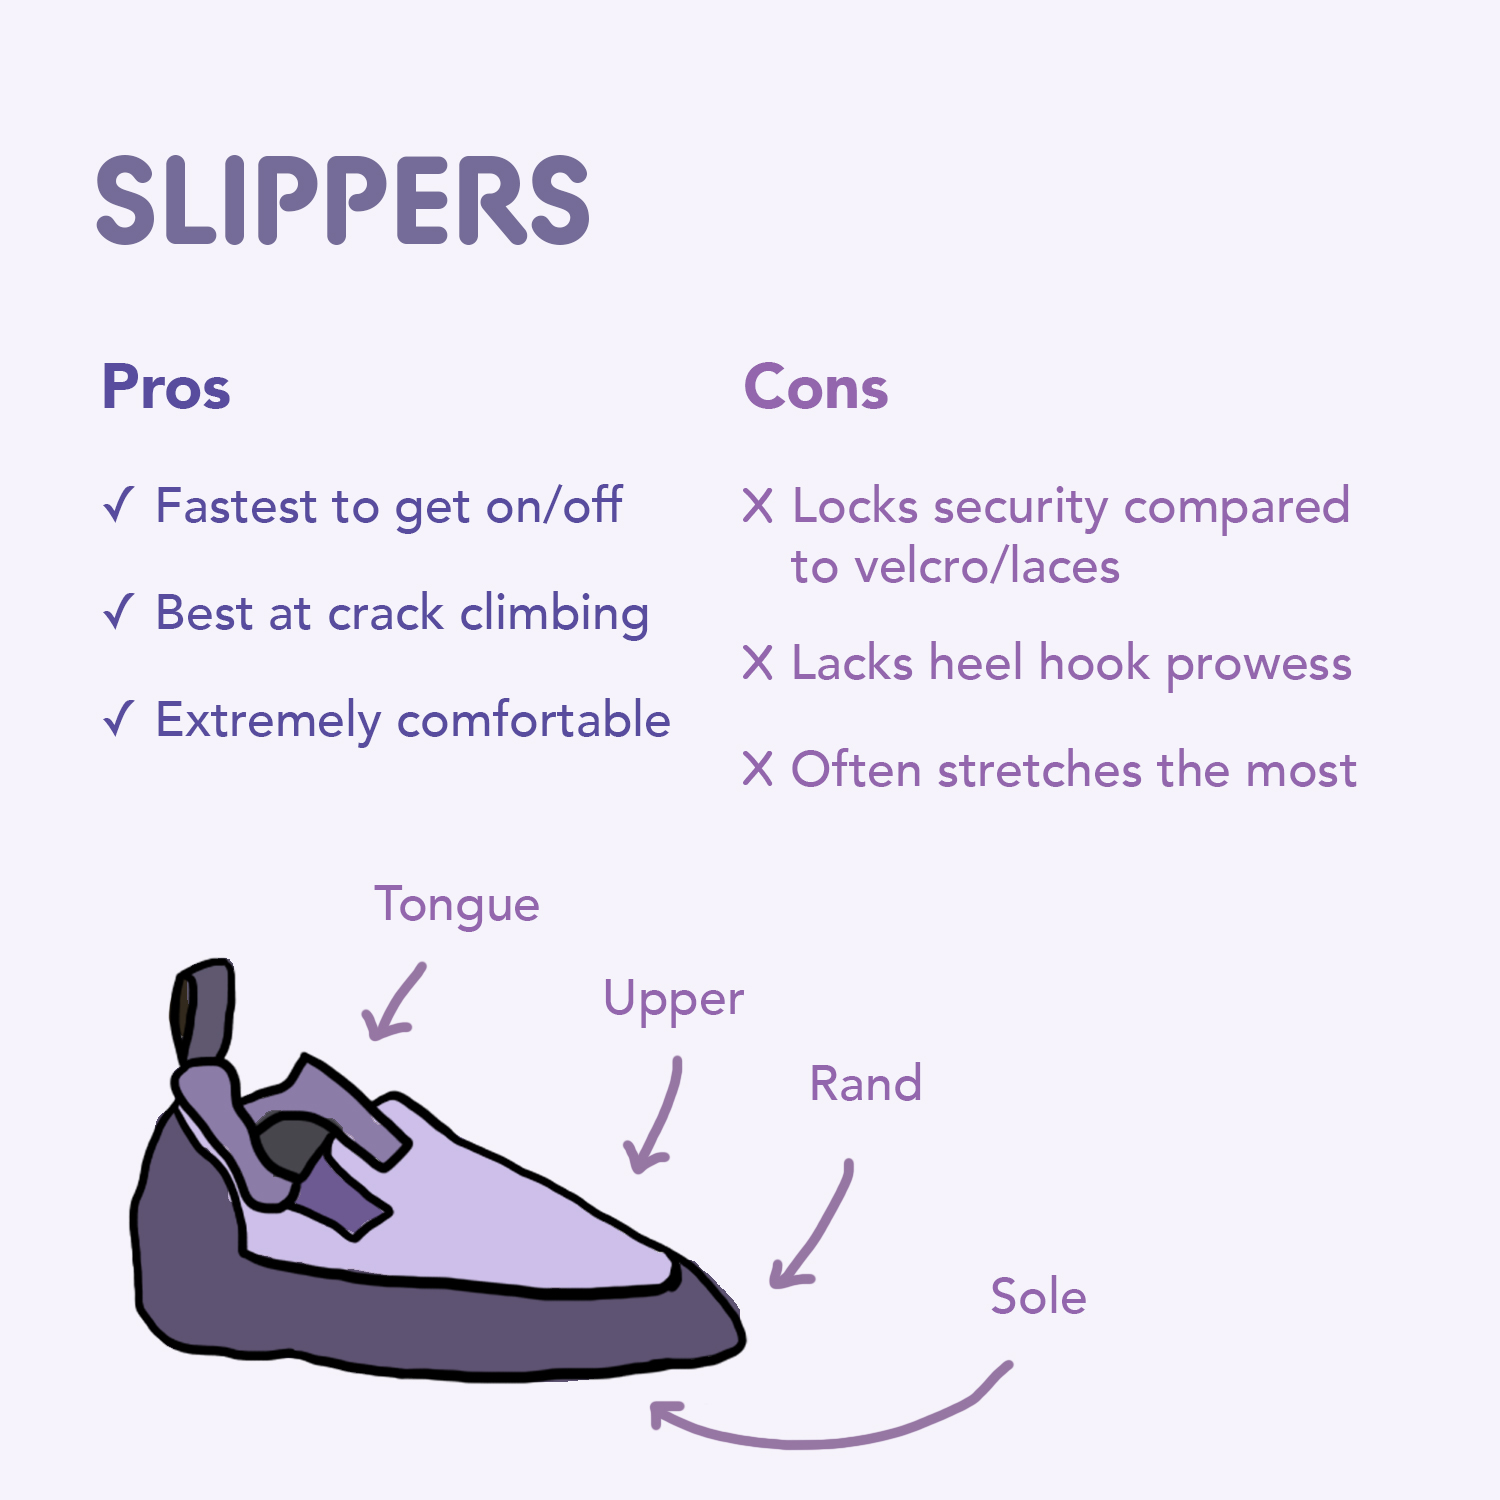 SLIPPERS
Pros
✓ Fastest to get on/off
✓ Best at crack climbing
✓ Extremely comfortable
Cons
X Locks security compared
to velcro/laces
X Lacks heel hook prowess
X Often stretches the most
Tongue
Upper
Rand
Sole